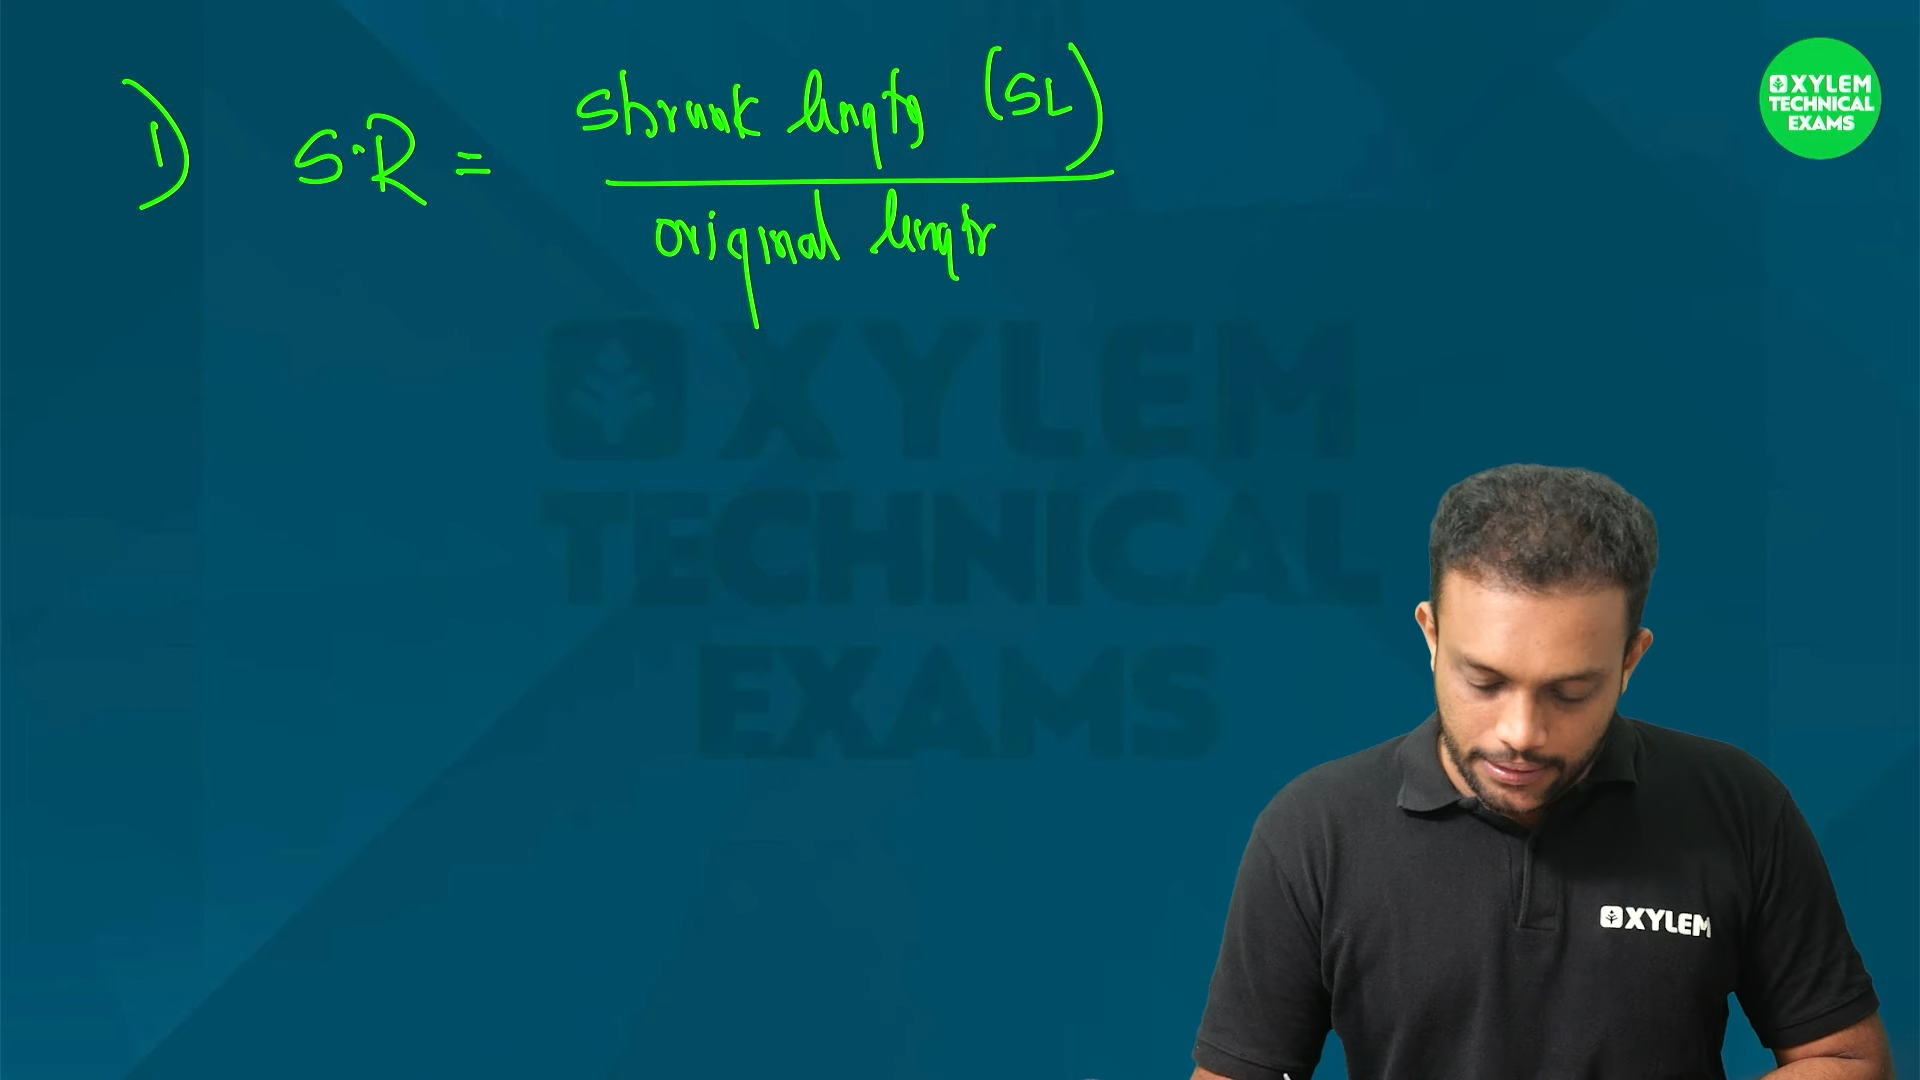 1) S.R = shrunk length (SL)
original length
XYLEM
TECHNICAL
EXAMS
XYLEM
TECHNICAL
EXAMS
XYLEM